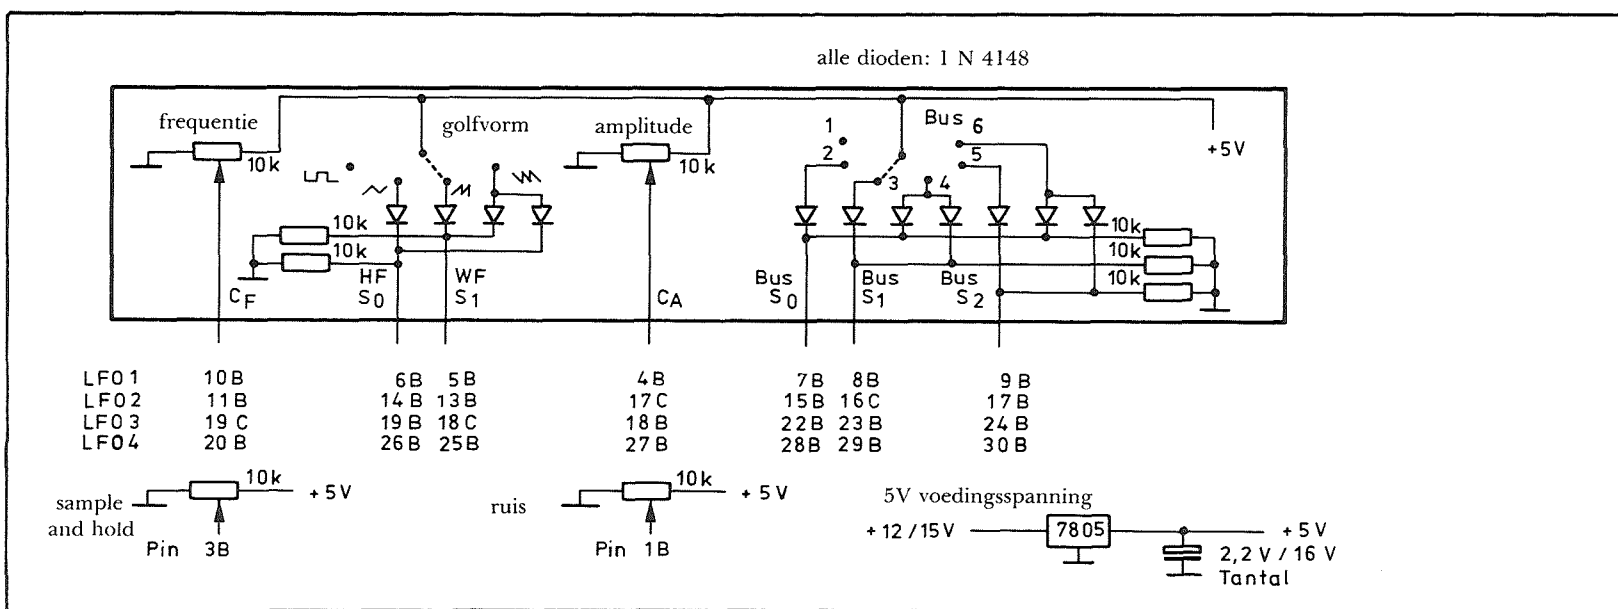 alle dioden: 1 N 4148
frequentie
10k
golfvorm
amplitude
10k
1
2
3
4
Bus 6
5
+5V
10k
10k
10k
10k
10k
CF
HF S0
WF S1
CA
Bus S0
Bus S1
Bus S2
LFO1 10B 6B 5B 4B 7B 8B 9B
LFO2 11B 14B 13B 17C 15B 16C 17B
LFO3 19C 19B 18C 18B 22B 23B 24B
LFO4 20B 26B 25B 27B 28B 29B 30B
sample and hold
10k
+5V
Pin 3B
ruis
10k
+5V
Pin 1B
5V voedingsspanning
+12/15V
7805
+5V
2,2 V / 16 V
Tantal